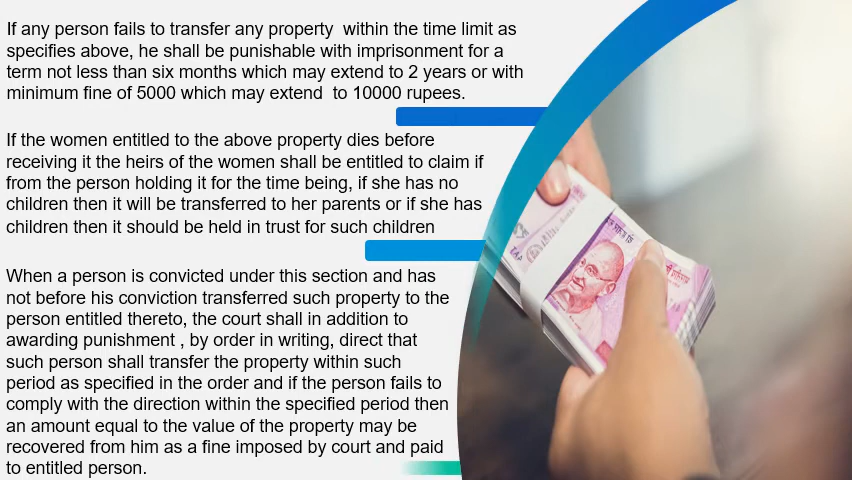 If any person fails to transfer any property  within the time limit as
specifies above, he shall be punishable with imprisonment for a
term not less than six months which may extend to 2 years or with
minimum fine of 5000 which may extend  to 10000 rupees.
If the women entitled to the above property dies before
receiving it the heirs of the women shall be entitled to claim if
from the person holding it for the time being, if she has no
children then it will be transferred to her parents or if she has
children then it should be held in trust for such children
When a person is convicted under this section and has
not before his conviction transferred such property to the
person entitled thereto, the court shall in addition to
awarding punishment , by order in writing, direct that
such person shall transfer the property within such
period as specified in the order and if the person fails to
comply with the direction within the specified period then
an amount equal to the value of the property may be
recovered from him as a fine imposed by court and paid
to entitled person.